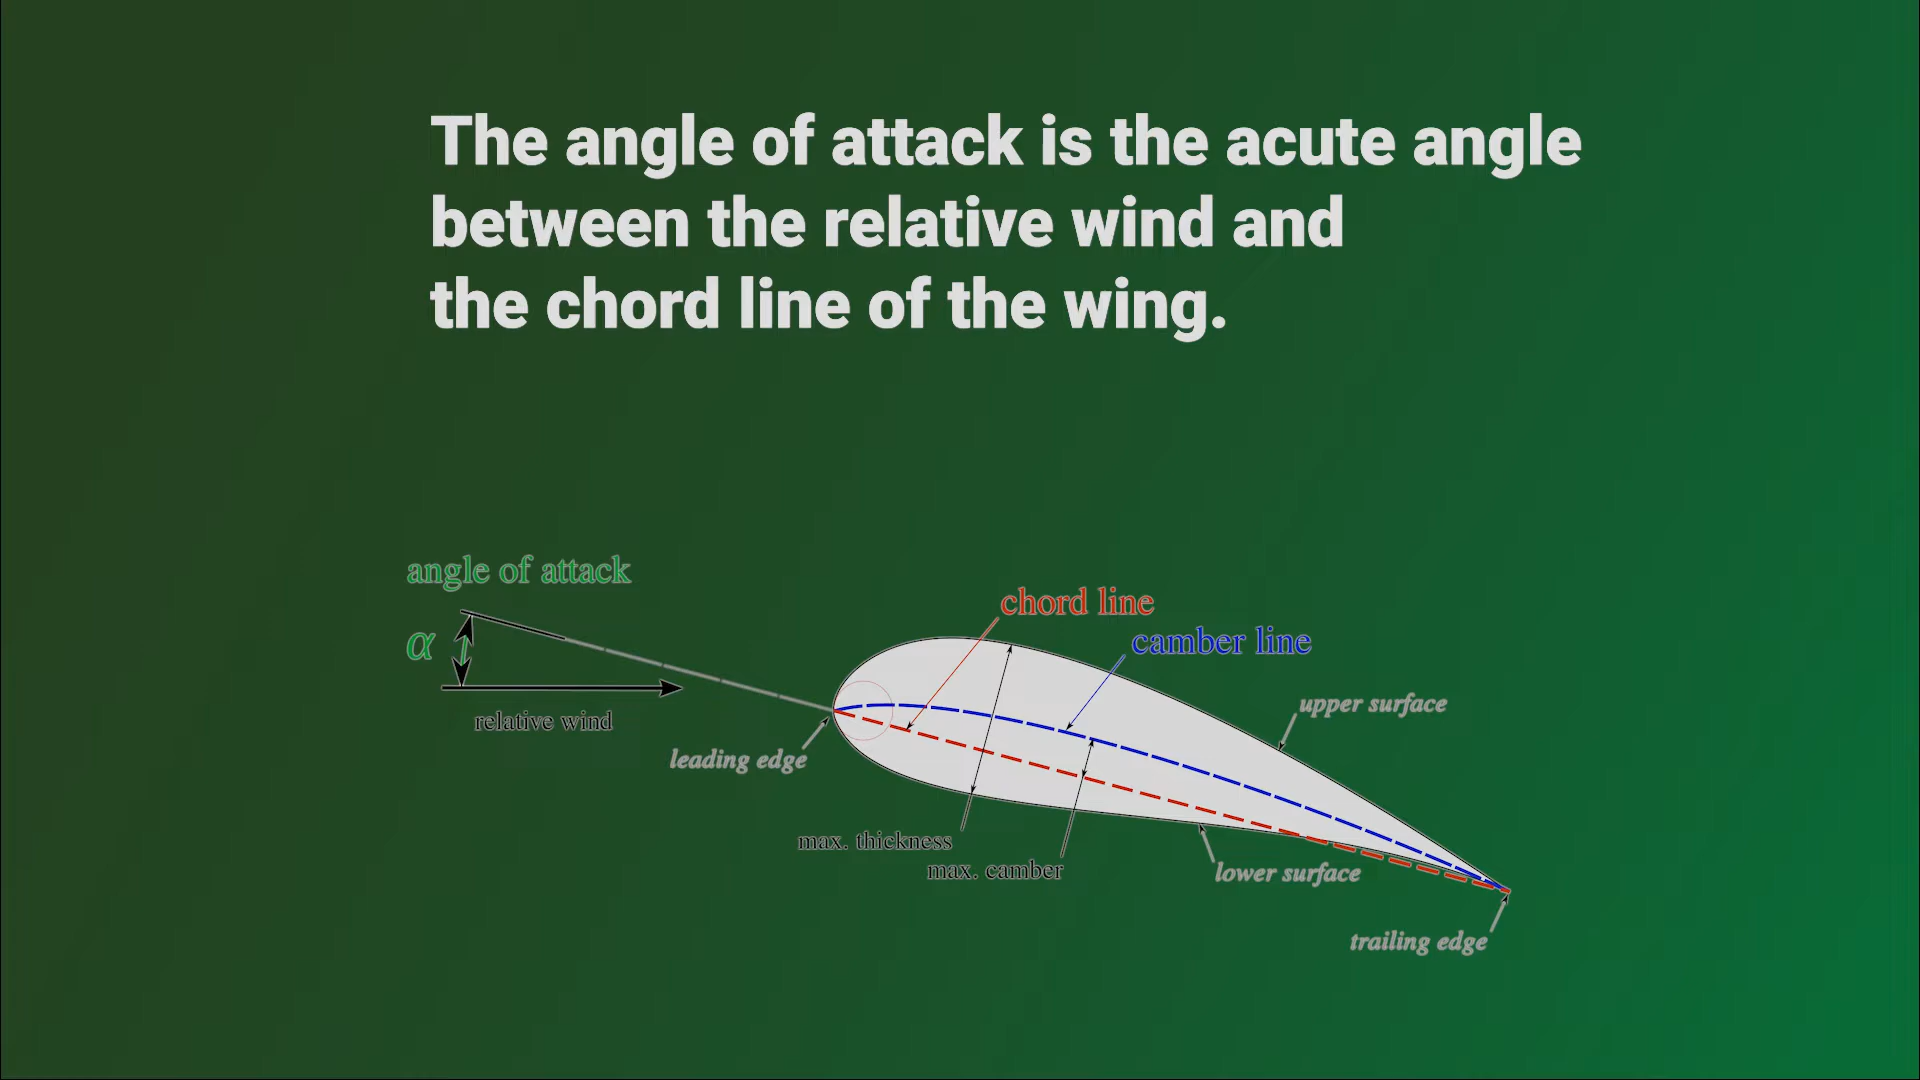 The angle of attack is the acute angle
between the relative wind and
the chord line of the wing.
angle of attack
α
relative wind
leading edge
chord line
camber line
upper surface
max. thickness
max. camber
lower surface
trailing edge